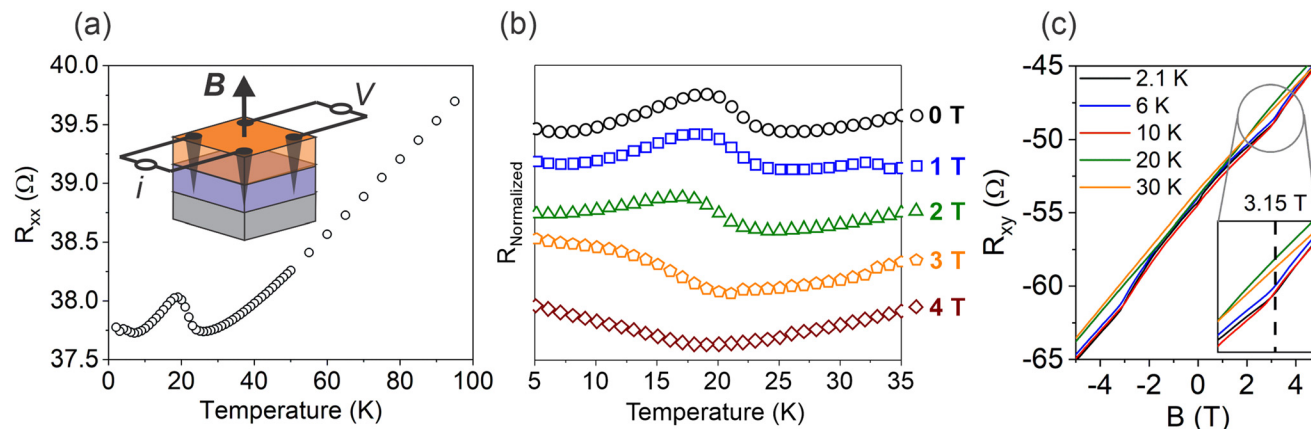 (a)
40.0
39.5
39.0
38.5
38.0
37.5
R_xx (Ω)
0 20 40 60 80 100
Temperature (K)
B
V
i
(b)
R_Normalized
0 T
1 T
2 T
3 T
4 T
5 10 15 20 25 30 35
Temperature (K)
(c)
-45
-50
-55
-60
-65
R_xy (Ω)
2.1 K
6 K
10 K
20 K
30 K
3.15 T
-4 -2 0 2 4
B (T)